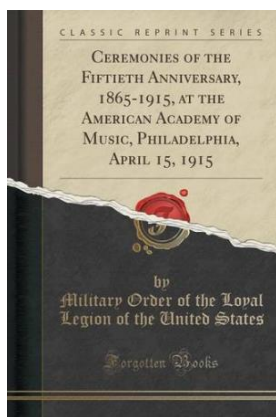 CLASSIC REPRINT SERIES
CEREMONIES OF THE
FIFTIETH ANNIVERSARY,
1865-1915, AT THE
AMERICAN ACADEMY OF
MUSIC, PHILADELPHIA,
APRIL 15, 1915
by
Military Order of the Loyal
Legion of the United States
Forgotten Books